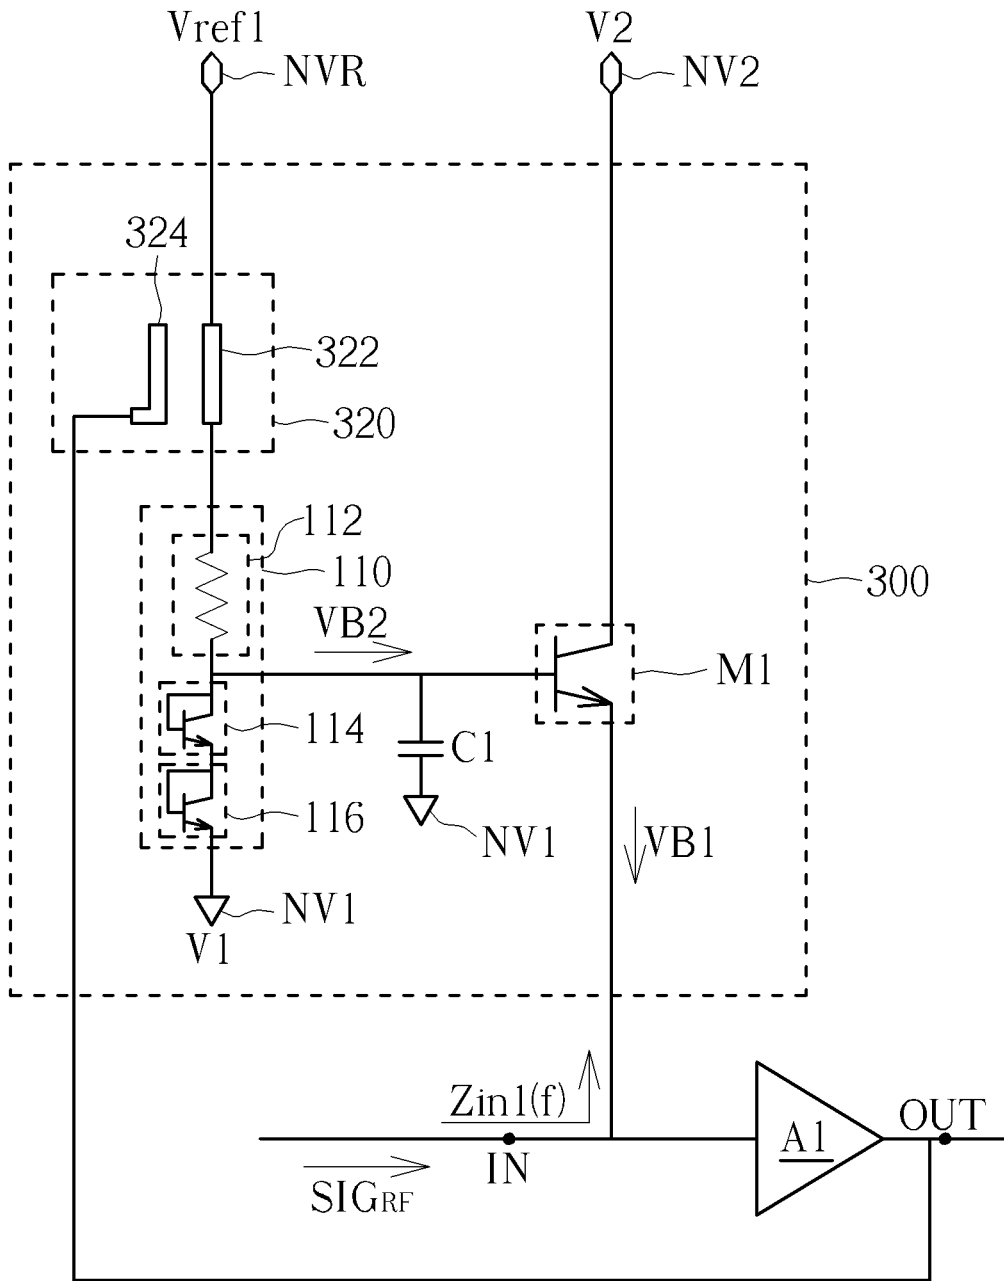 Vref1
V2
NVR
NV2
324
322
320
112
110
300
VB2
M1
114
C1
116
NV1
VB1
NV1
V1
Zin1(f)
OUT
A1
IN
SIGRF